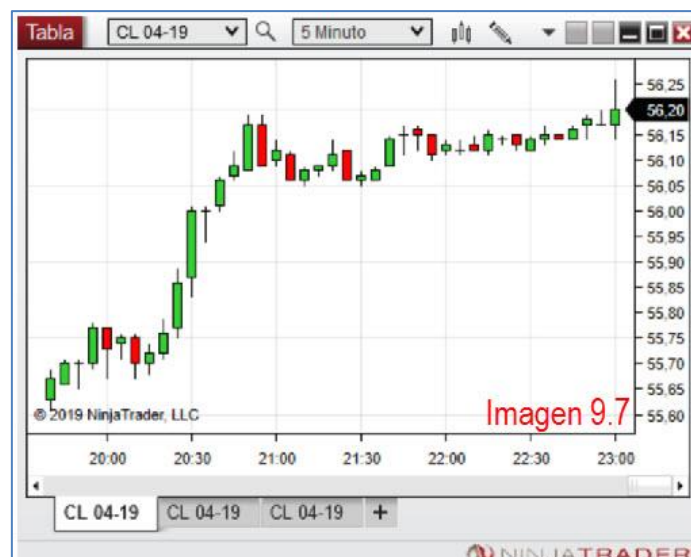 Tabla CL 04-19 5 Minuto
56,25
56,20
56,15
56,10
56,05
56,00
55,95
55,90
55,85
55,80
55,75
55,70
55,65
55,60
© 2019 NinjaTrader, LLC
Imagen 9.7
20:00 20:30 21:00 21:30 22:00 22:30 23:00
CL 04-19 CL 04-19 CL 04-19 +
NINJATRADER